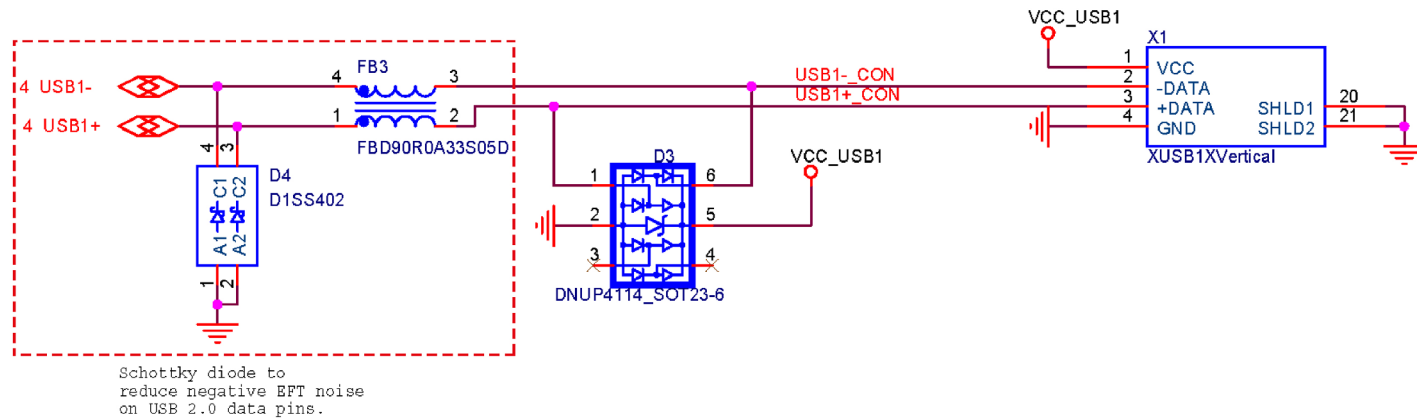 VCC_USB1
X1
4 USB1-
4
FB3
3
USB1-_CON
1
VCC
2
-DATA
4 USB1+
1
2
USB1+_CON
3
+DATA
SHLD1
20
4
GND
SHLD2
21
FBD90R0A33S05D
XUSB1XVertical
4
3
C1
C2
D4
D1SS402
A1
A2
1
2
D3
VCC_USB1
1
6
2
5
3
4
DNUP4114_SOT23-6
Schottky diode to
reduce negative EFT noise
on USB 2.0 data pins.